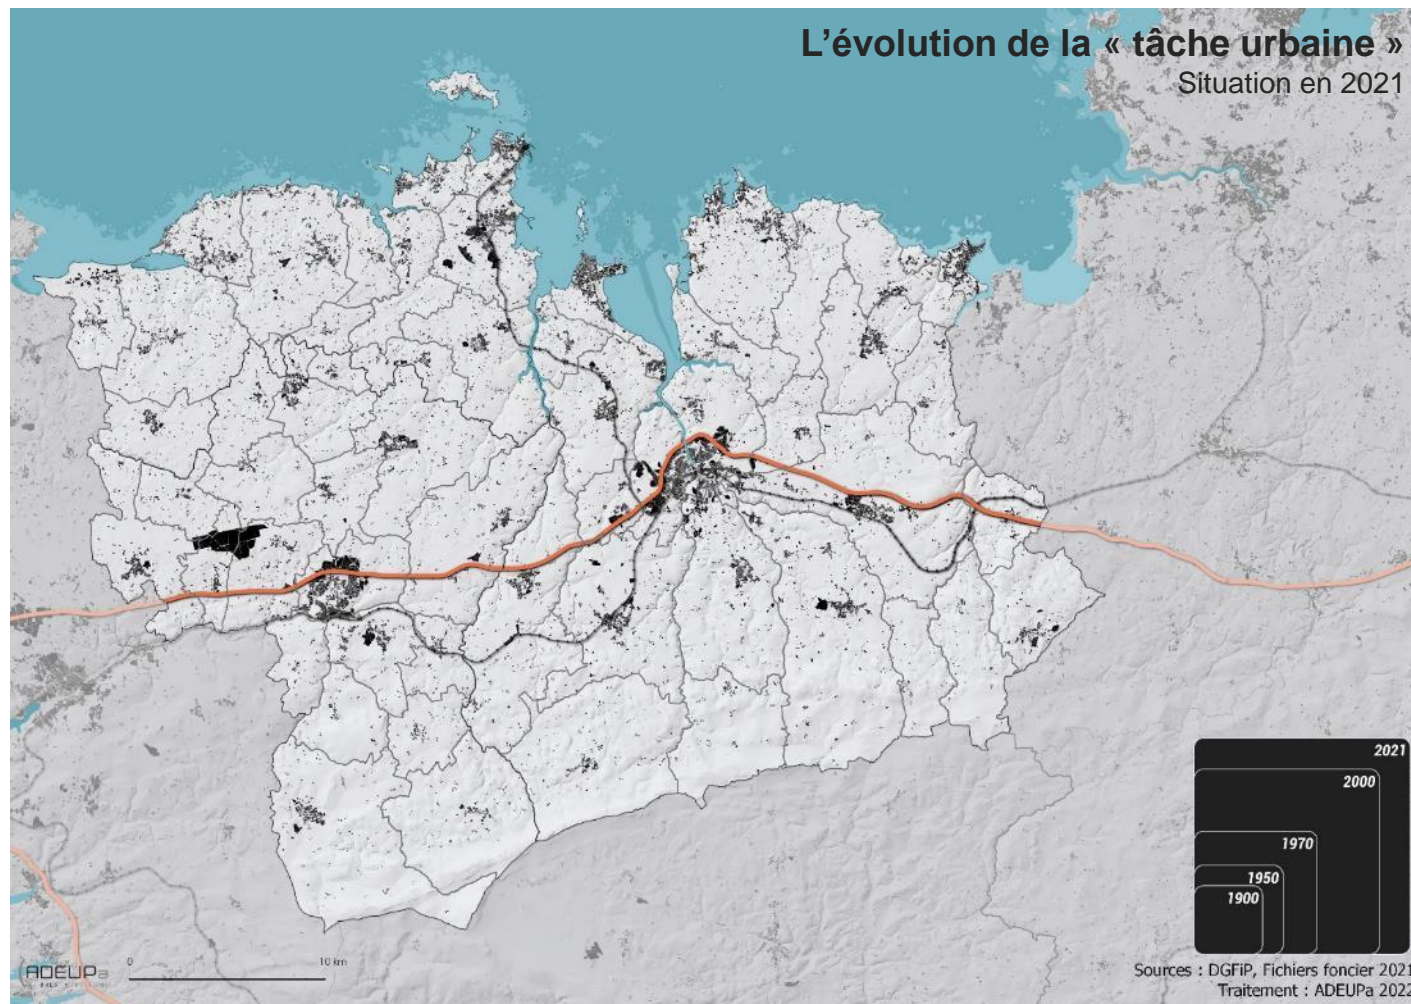 L'évolution de la « tâche urbaine »
Situation en 2021
2021
2000
1970
1950
1900
ADEUPa
0 10 km
Sources : DGFiP, Fichiers foncier 2021
Traitement : ADEUPa 2022